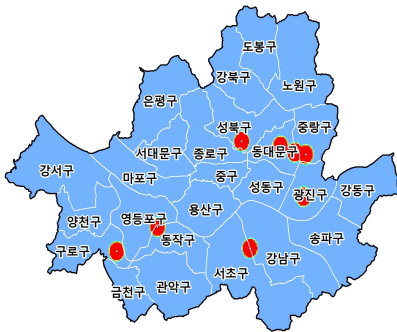 도봉구
강북구
노원구
은평구
성북구
중랑구
서대문구
종로구
동대문구
강서구
마포구
중구
성동구
광진구
강동구
양천구
영등포구
용산구
동작구
송파구
구로구
강남구
서초구
금천구
관악구